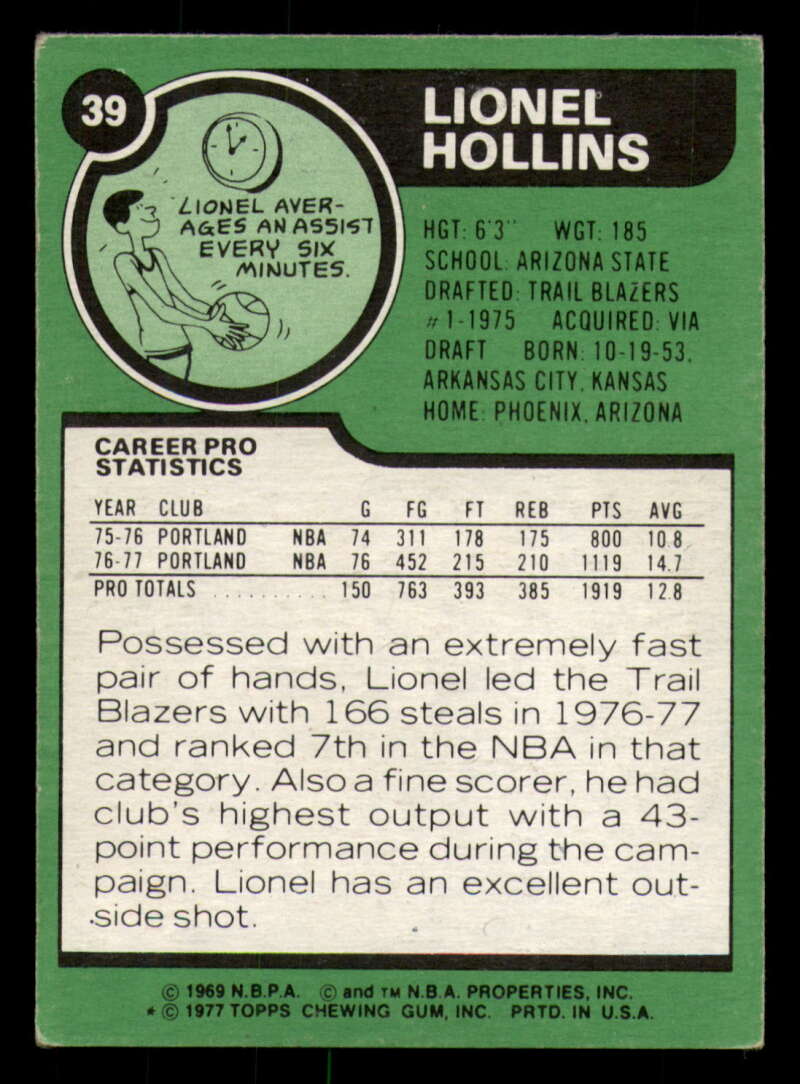 39
LIONEL
HOLLINS
LIONEL AVER-
AGES AN ASSIST
EVERY SIX
MINUTES.
HGT: 6'3" WGT: 185
SCHOOL: ARIZONA STATE
DRAFTED: TRAIL BLAZERS
#1-1975 ACQUIRED: VIA
DRAFT BORN: 10-19-53,
ARKANSAS CITY, KANSAS
HOME: PHOENIX, ARIZONA
CAREER PRO
STATISTICS
YEAR CLUB G FG FT REB PTS AVG
75-76 PORTLAND NBA 74 311 178 175 800 10.8
76-77 PORTLAND NBA 76 452 215 210 1119 14.7
PRO TOTALS .......... 150 763 393 385 1919 12.8
Possessed with an extremely fast
pair of hands, Lionel led the Trail
Blazers with 166 steals in 1976-77
and ranked 7th in the NBA in that
category. Also a fine scorer, he had
club's highest output with a 43-
point performance during the cam-
paign. Lionel has an excellent out-
side shot.
© 1969 N.B.P.A. © and TM N.B.A. PROPERTIES, INC.
* © 1977 TOPPS CHEWING GUM, INC. PRTD. IN U.S.A.